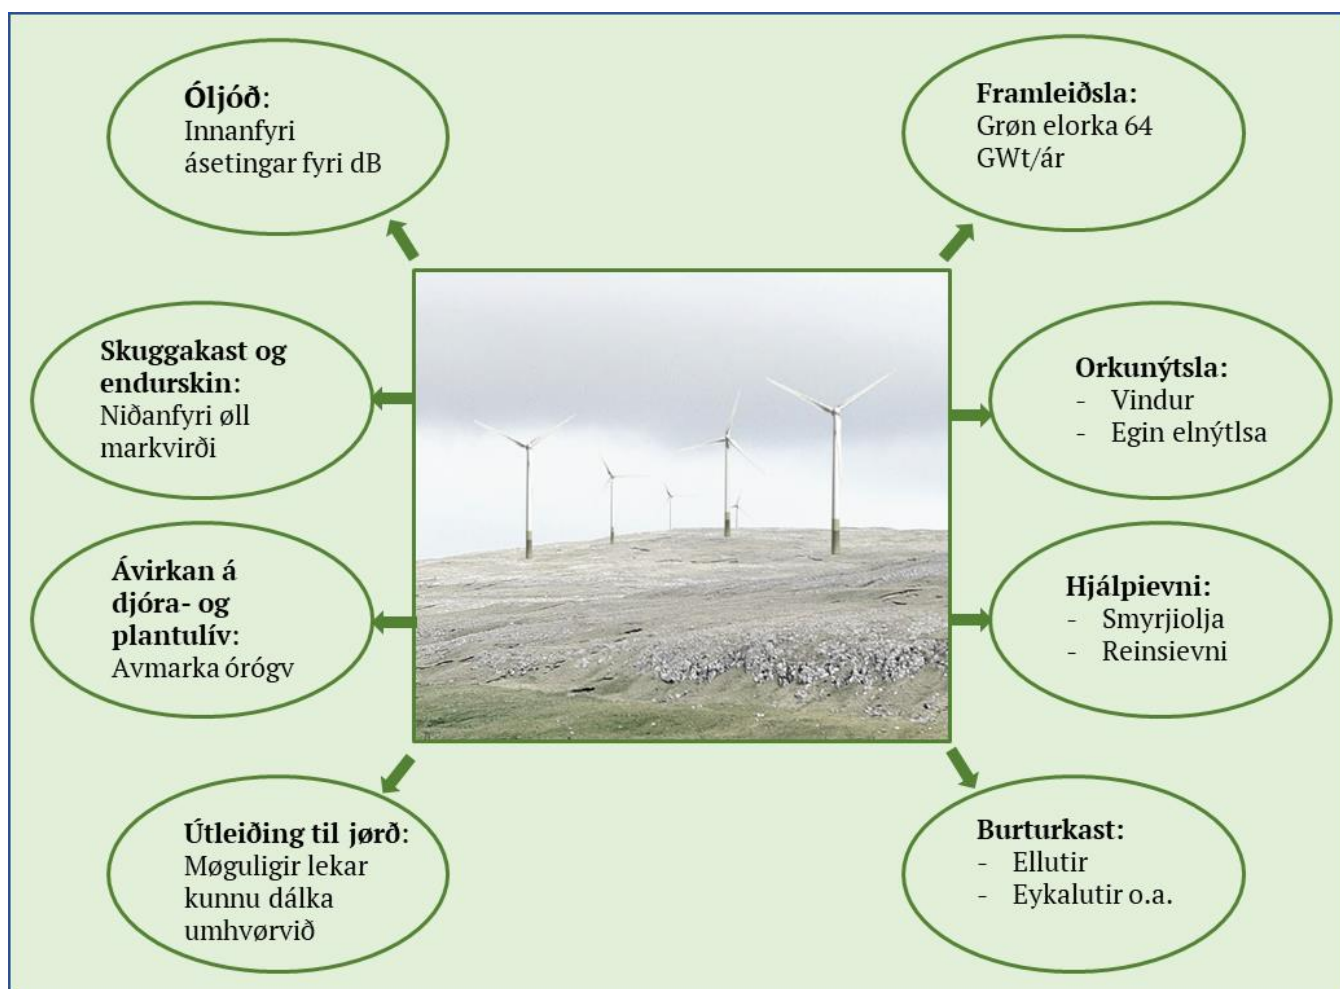 Óljóð:
Innanfyri
ásetingar fyri dB
Framleiðsla:
Grøn elorka 64
GWt/ár
Skuggakast og
endurskin:
Niðanfyri øll
markvirði
Orkunýtsla:
- Vindur
- Egin elnýtlsa
Ávirkan á
djóra- og
plantulív:
Avmarka órógv
Hjálpievni:
- Smyrjiolja
- Reinsievni
Útleiðing til jørð:
Møguligir lekar
kunnu dálka
umhvørvið
Burturkast:
- Ellutir
- Eykalutir o.a.